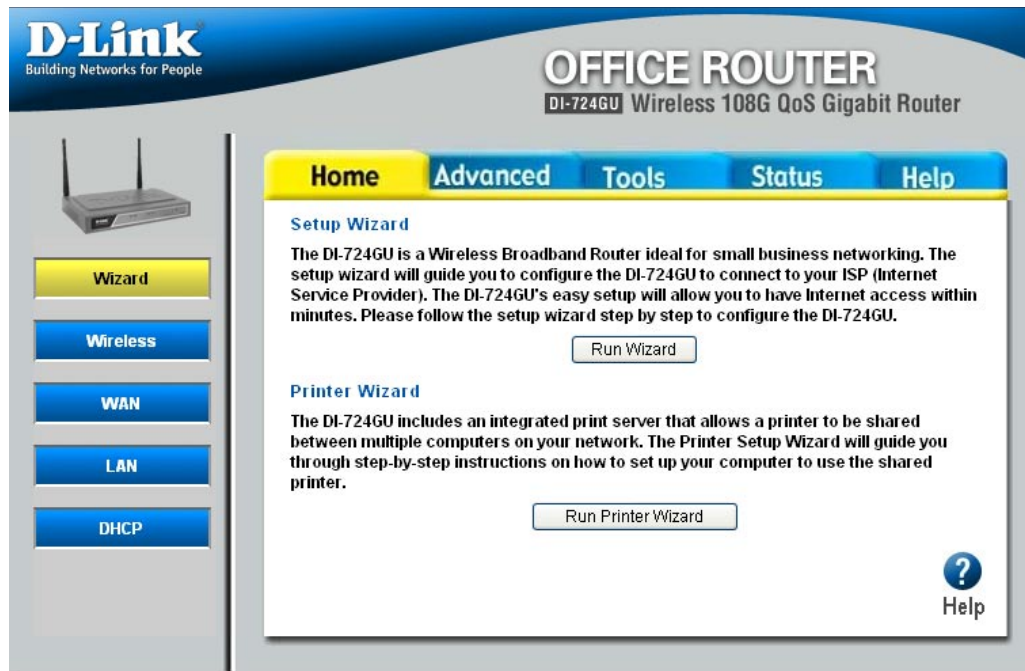 D-Link
Building Networks for People
OFFICE ROUTER
DI-724GU Wireless 108G QoS Gigabit Router
Home
Advanced
Tools
Status
Help
Wizard
Wireless
WAN
LAN
DHCP
Setup Wizard
The DI-724GU is a Wireless Broadband Router ideal for small business networking. The
setup wizard will guide you to configure the DI-724GU to connect to your ISP (Internet
Service Provider). The DI-724GU's easy setup will allow you to have Internet access within
minutes. Please follow the setup wizard step by step to configure the DI-724GU.
Run Wizard
Printer Wizard
The DI-724GU includes an integrated print server that allows a printer to be shared
between multiple computers on your network. The Printer Setup Wizard will guide you
through step-by-step instructions on how to set up your computer to use the shared
printer.
Run Printer Wizard
?
Help